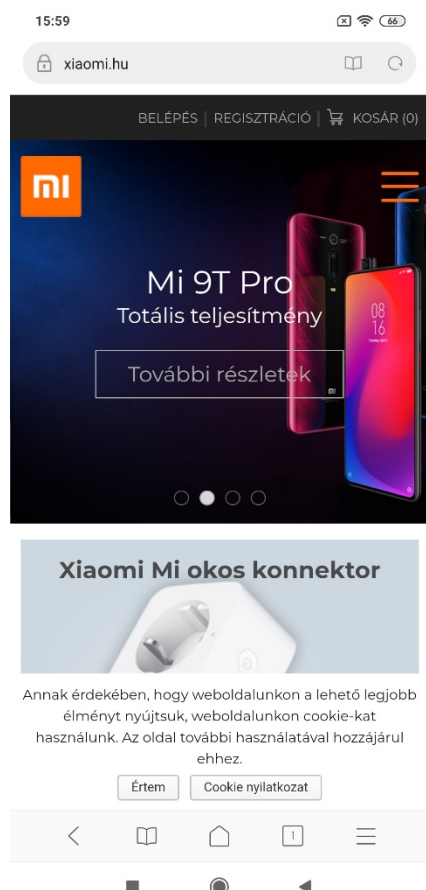 15:59
66
xiaomi.hu
BELÉPÉS | REGISZTRÁCIÓ | KOSÁR (0)
Mi 9T Pro
Totális teljesítmény
08
16
További részletek
Xiaomi Mi okos konnektor
Annak érdekében, hogy weboldalunkon a lehető legjobb
élményt nyújtsuk, weboldalunkon cookie-kat
használunk. Az oldal további használatával hozzájárul
ehhez.
Értem Cookie nyilatkozat
1